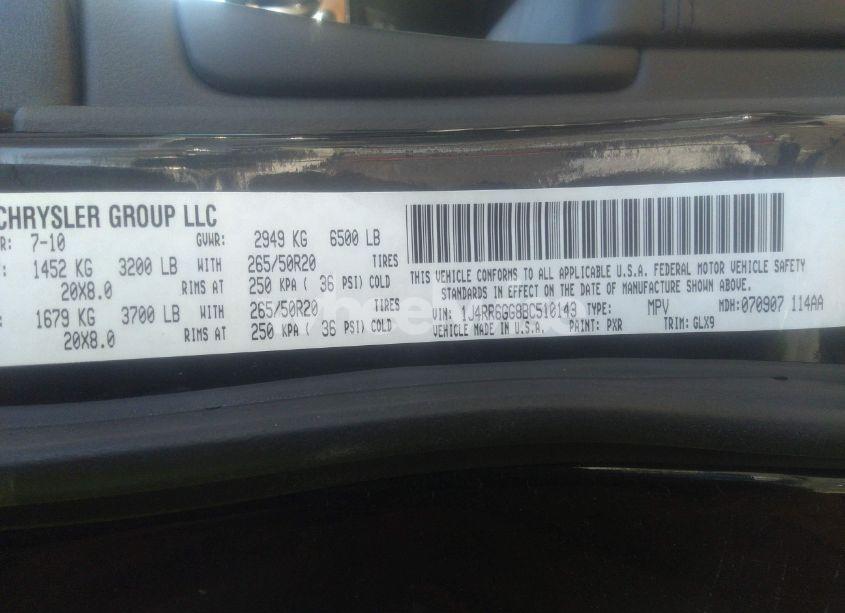 CHRYSLER GROUP LLC
R: 7-10 GVWR: 2949 KG 6500 LB
: 1452 KG 3200 LB WITH 265/50R20 TIRES
20X8.0 RIMS AT 250 KPA ( 36 PSI) COLD
: 1679 KG 3700 LB WITH 265/50R20 TIRES
20X8.0 RIMS AT 250 KPA ( 36 PSI) COLD
THIS VEHICLE CONFORMS TO ALL APPLICABLE U.S.A. FEDERAL MOTOR VEHICLE SAFETY
STANDARDS IN EFFECT ON THE DATE OF MANUFACTURE SHOWN ABOVE.
VIN: 1J4RR6GG8BC510143 TYPE: MPV MDH: 070907 114AA
VEHICLE MADE IN U.S.A. PAINT: PXR TRIM: GLX9